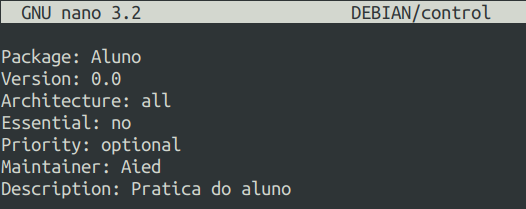 GNU nano 3.2 DEBIAN/control
Package: Aluno
Version: 0.0
Architecture: all
Essential: no
Priority: optional
Maintainer: Aied
Description: Pratica do aluno